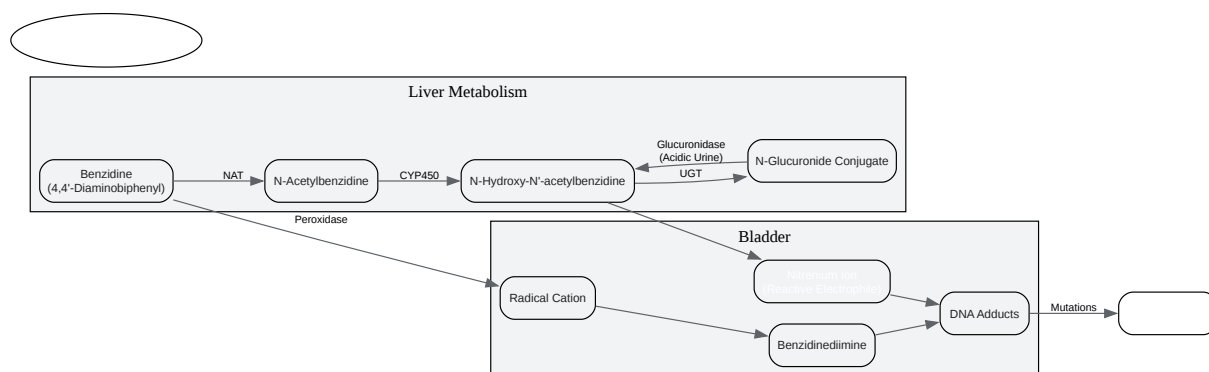 Liver Metabolism
Glucuronidase
(Acidic Urine)
Benzidine
(4,4'-Diaminobiphenyl)
NAT
N-Acetylbenzidine
CYP450
N-Hydroxy-N'-acetylbenzidine
UGT
N-Glucuronide Conjugate
Peroxidase
Bladder
Nitrenium Ion
(Reactive Electrophile)
Radical Cation
DNA Adducts
Mutations
Benzidinediimine